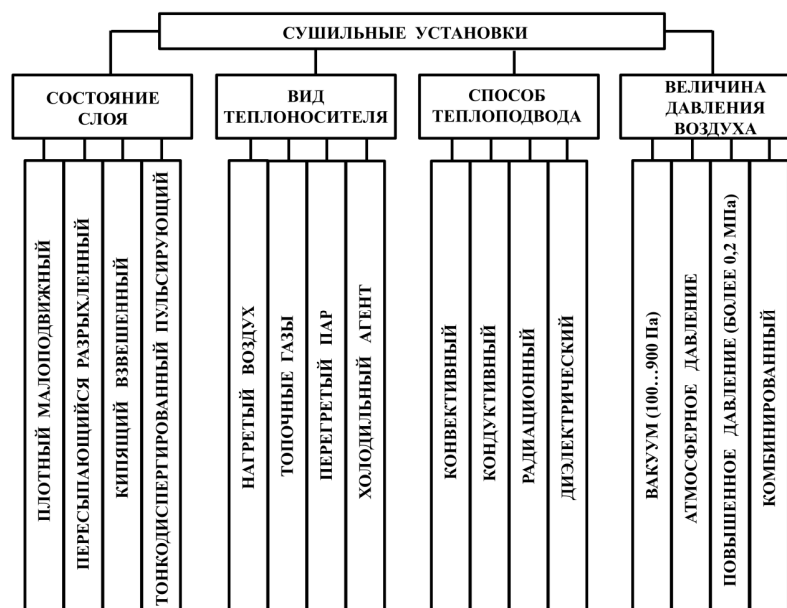 СУШИЛЬНЫЕ УСТАНОВКИ
СОСТОЯНИЕ
СЛОЯ
ВИД
ТЕПЛОНОСИТЕЛЯ
СПОСОБ
ТЕПЛОПОДВОДА
ВЕЛИЧИНА
ДАВЛЕНИЯ
ВОЗДУХА
ПЛОТНЫЙ МАЛОПОДВИЖНЫЙ
ПЕРЕСЫПАЮЩИЙСЯ РАЗРЫХЛЕННЫЙ
КИПЯЩИЙ ВЗВЕШЕННЫЙ
ТОНКОДИСПЕРГИРОВАННЫЙ ПУЛЬСИРУЮЩИЙ
НАГРЕТЫЙ ВОЗДУХ
ТОПОЧНЫЕ ГАЗЫ
ПЕРЕГРЕТЫЙ ПАР
ХОЛОДИЛЬНЫЙ АГЕНТ
КОНВЕКТИВНЫЙ
КОНДУКТИВНЫЙ
РАДИАЦИОННЫЙ
ДИЭЛЕКТРИЧЕСКИЙ
ВАКУУМ (100...900 Па)
АТМОСФЕРНОЕ ДАВЛЕНИЕ
ПОВЫШЕННОЕ ДАВЛЕНИЕ (БОЛЕЕ 0,2 МПа)
КОМБИНИРОВАННЫЙ